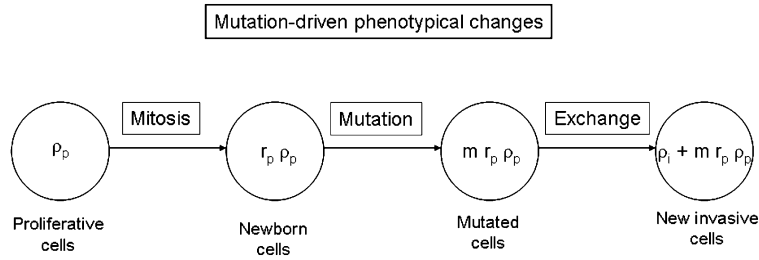 Mutation-driven phenotypical changes
Mitosis
Mutation
Exchange
ρp
rp ρp
m rp ρp
ρi + m rp ρp
Proliferative
cells
Newborn
cells
Mutated
cells
New invasive
cells